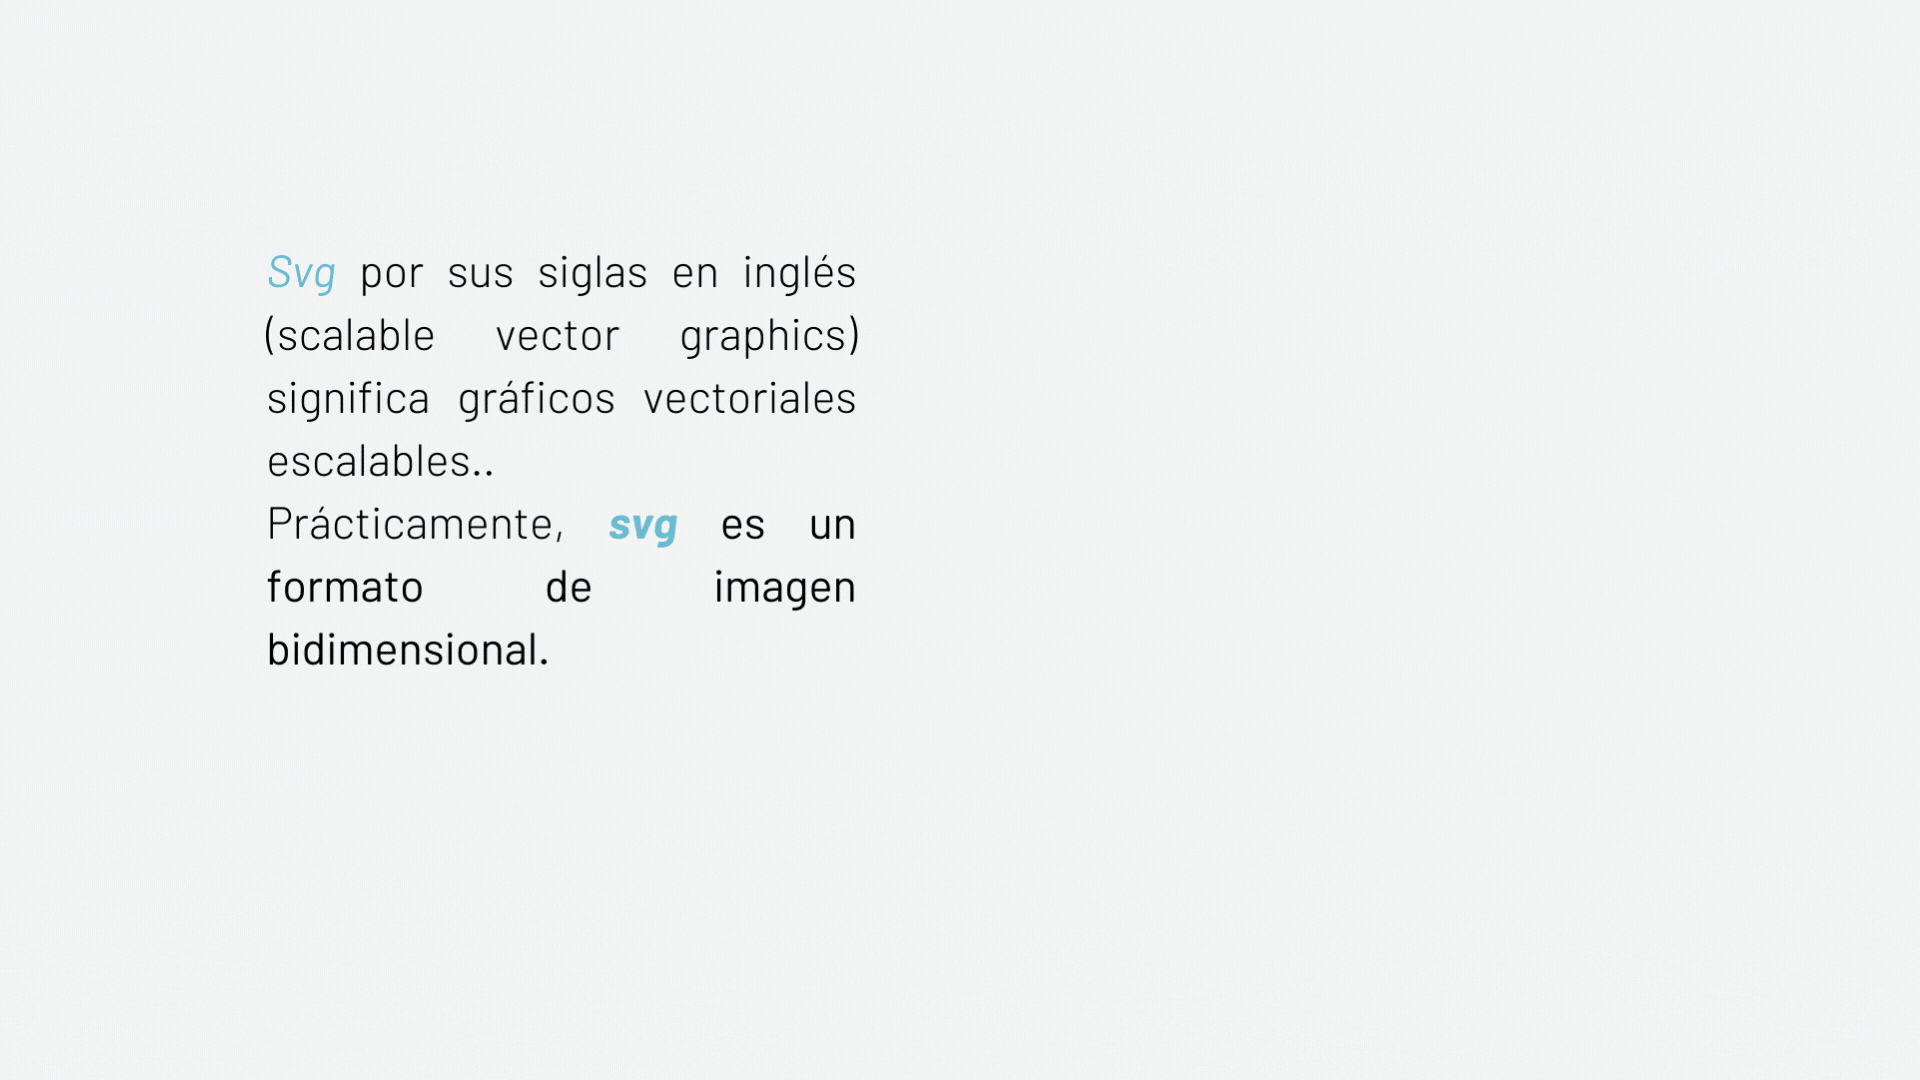 Svg por sus siglas en inglés
(scalable vector graphics)
significa gráficos vectoriales
escalables..
Prácticamente, svg es un
formato de imagen
bidimensional.